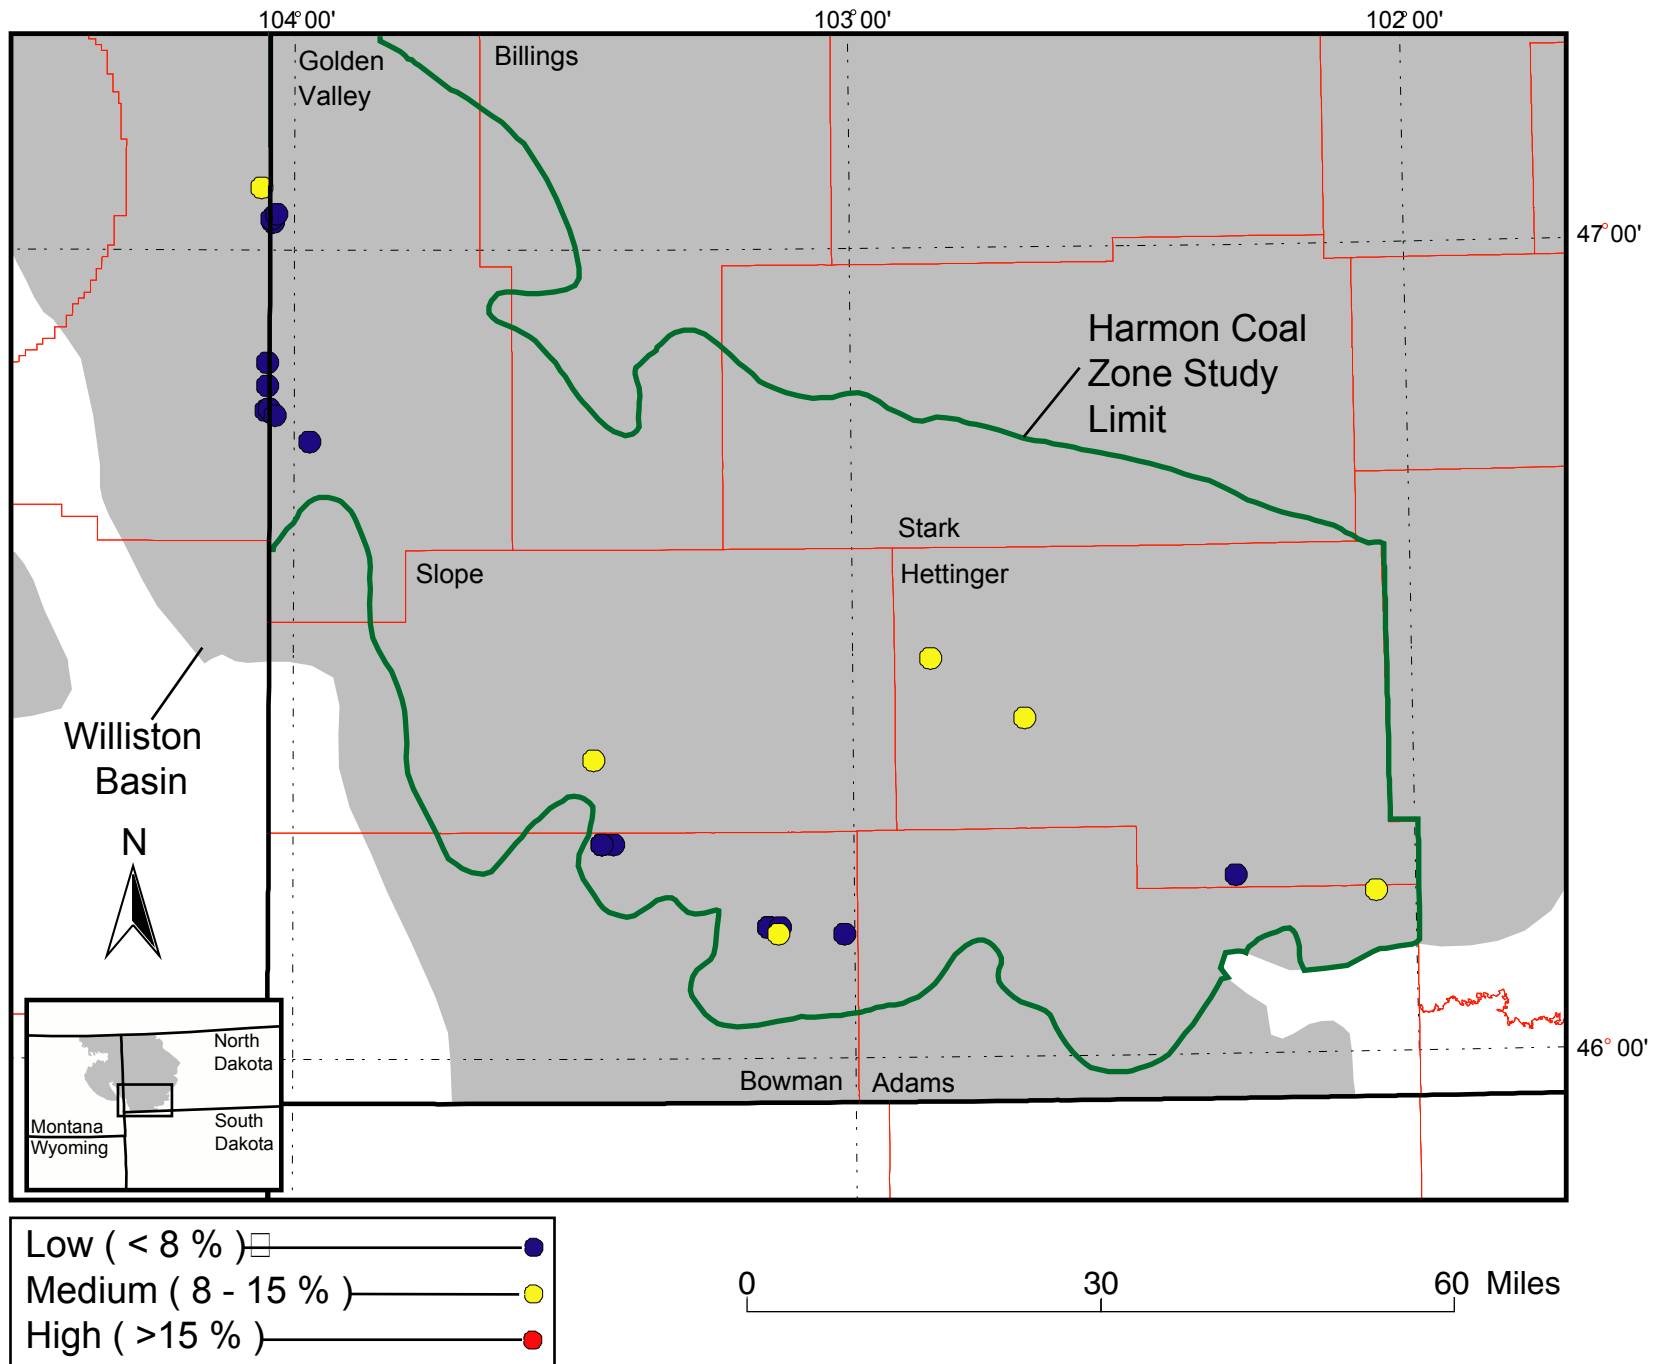 104°00'
103°00'
102°00'
Golden
Valley
Billings
47°00'
Harmon Coal
Zone Study
Limit
Stark
Slope
Hettinger
Williston
Basin
N
46°00'
Bowman
Adams
North
Dakota
South
Dakota
Montana
Wyoming
Low ( < 8 % )
Medium ( 8 - 15 % )
High ( >15 % )
0 30 60 Miles